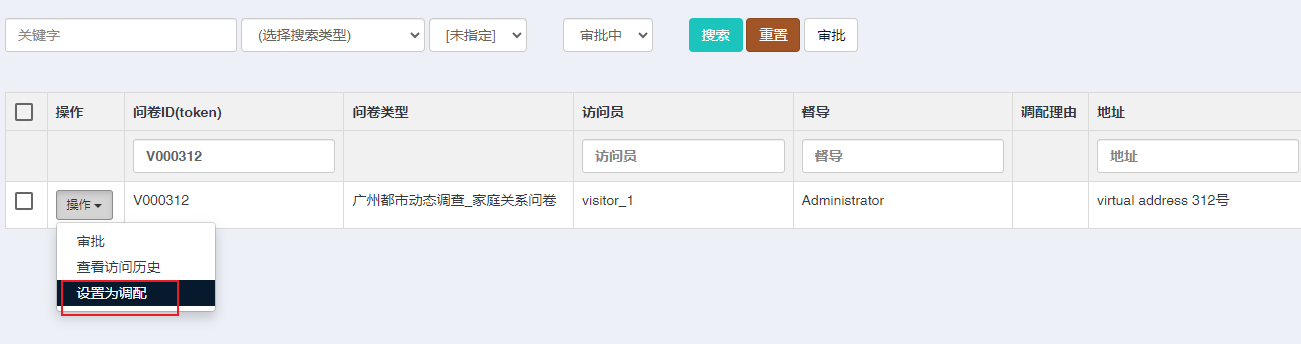 关键字 (选择搜索类型) [未指定] 审批中 搜索 重置 审批
操作 问卷ID(token) 问卷类型 访问员 督导 调配理由 地址
V000312 访问员 督导 地址
操作 V000312 广州都市动态调查_家庭关系问卷 visitor_1 Administrator virtual address 312号
审批
查看访问历史
设置为调配